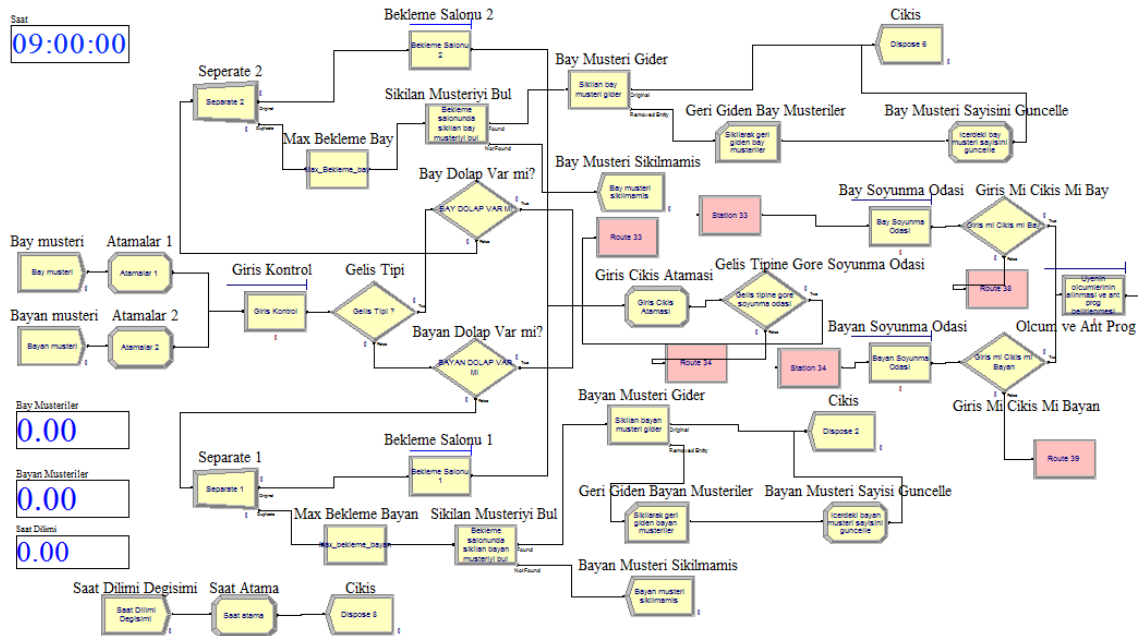 Saat
09:00:00
Bekleme Salonu 2
Bekleme Salonu
2
Cikis
Dispose 6
Seperate 2
Separate 2
Original
Duplicate
Bay Musteri Gider
Sikilan bay
musteri gider
Original
Removed Entity
Sikilan Musteriyi Bul
Bekleme
salonunda
sikilan bay
musteriyi bul
Found
NotFound
Max Bekleme Bay
Max_Bekleme_bay
Geri Giden Bay Musteriler
Sikilarak geri
giden bay
musteriler
Bay Musteri Sayisini Guncelle
Icerdeki bay
musteri sayisini
guncelle
Bay Dolap Var mi?
BAY DOLAP VAR MI
True
False
Bay Musteri Sikilmamis
Bay musteri
sikilmamis
Route 33
Station 33
Bay Soyunma Odasi
Bay Soyunma
Odasi
Giris Mi Cikis Mi Bay
Giris mi Cikis mi Bay
True
False
Route 38
Bay musteri
Bay musteri
Atamalar 1
Atamalar 1
Bayan musteri
Bayan musteri
Atamalar 2
Atamalar 2
Giris Kontrol
Giris Kontrol
Gelis Tipi
Gelis Tipi ?
True
False
Giris Cikis Atamasi
Giris Cikis
Atamasi
Gelis Tipine Gore Soyunma Odasi
Gelis tipine gore
soyunma odasi
True
False
Uyenin
olcumlerinin
alinmasi ve ant
prog
belirlenmesi
Olcum ve Ant Prog
Bayan Dolap Var mi?
BAYAN DOLAP VAR
MI
True
False
Route 34
Station 34
Bayan Soyunma Odasi
Bayan Soyunma
Odasi
Giris mi Cikis mi
Bayan
True
False
Giris Mi Cikis Mi Bayan
Route 39
Bay Musteriler
0.00
Bayan Musteriler
0.00
Saat Dilimi
0.00
Bayan Musteri Gider
Sikilan bayan
musteri gider
Original
Removed Entity
Cikis
Dispose 2
Separate 1
Separate 1
Original
Duplicate
Bekleme Salonu 1
Bekleme Salonu
1
Max Bekleme Bayan
Max_bekleme_bayan
Sikilan Musteriyi Bul
Bekleme
salonunda
sikilan bayan
musteriyi bul
Found
NotFound
Geri Giden Bayan Musteriler
Sikilarak geri
giden bayan
musteriler
Bayan Musteri Sayisi Guncelle
Icerdeki bayan
musteri sayisini
guncelle
Bayan Musteri Sikilmamis
Bayan musteri
sikilmamis
Saat Dilimi Degisimi
Saat Dilimi
Degisimi
Saat Atama
Saat atama
Cikis
Dispose 8